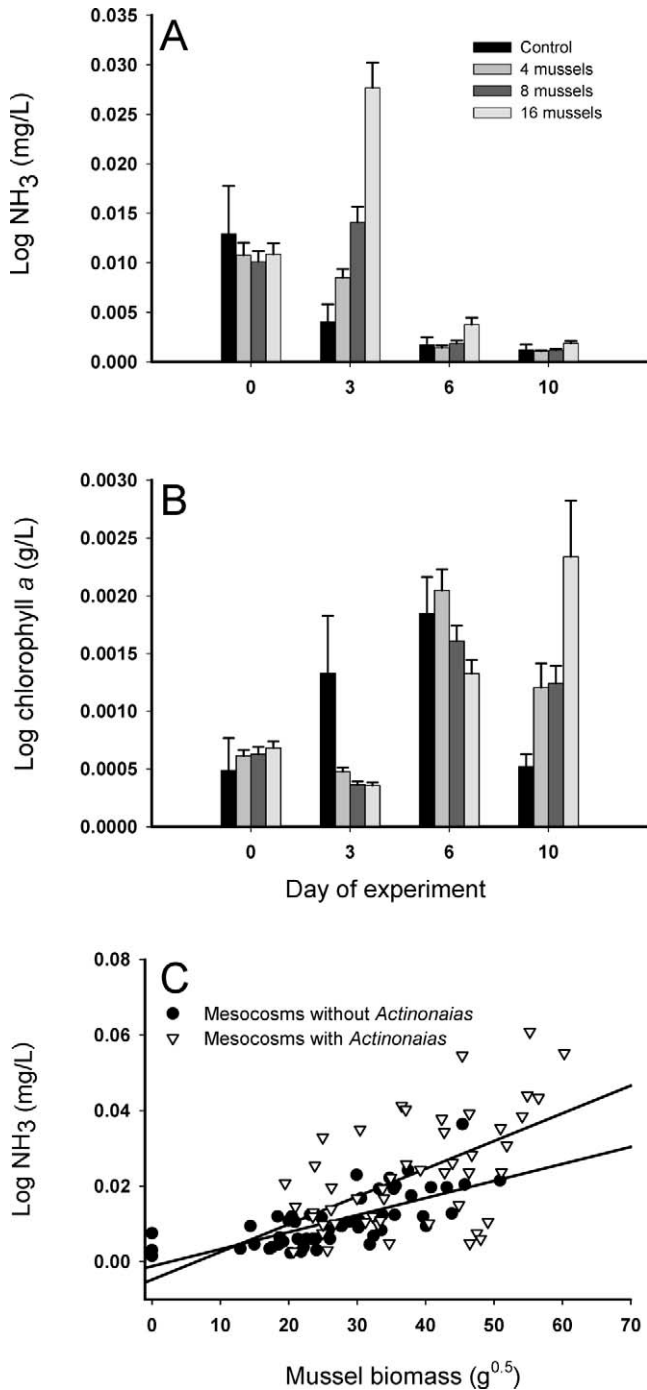 A
Control
4 mussels
8 mussels
16 mussels
Log NH3 (mg/L)
0.035
0.030
0.025
0.020
0.015
0.010
0.005
0.000
0 3 6 10
B
Log chlorophyll a (g/L)
0.0030
0.0025
0.0020
0.0015
0.0010
0.0005
0.0000
0 3 6 10
Day of experiment
C
Mesocosms without Actinonaias
Mesocosms with Actinonaias
Log NH3 (mg/L)
0.08
0.06
0.04
0.02
0.00
0 10 20 30 40 50 60 70
Mussel biomass (g^0.5)